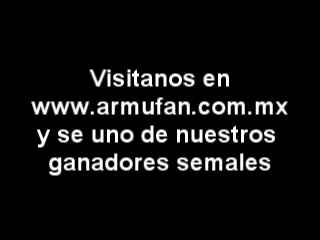 Visitanos en
www.armufan.com.mx
y se uno de nuestros
ganadores semales